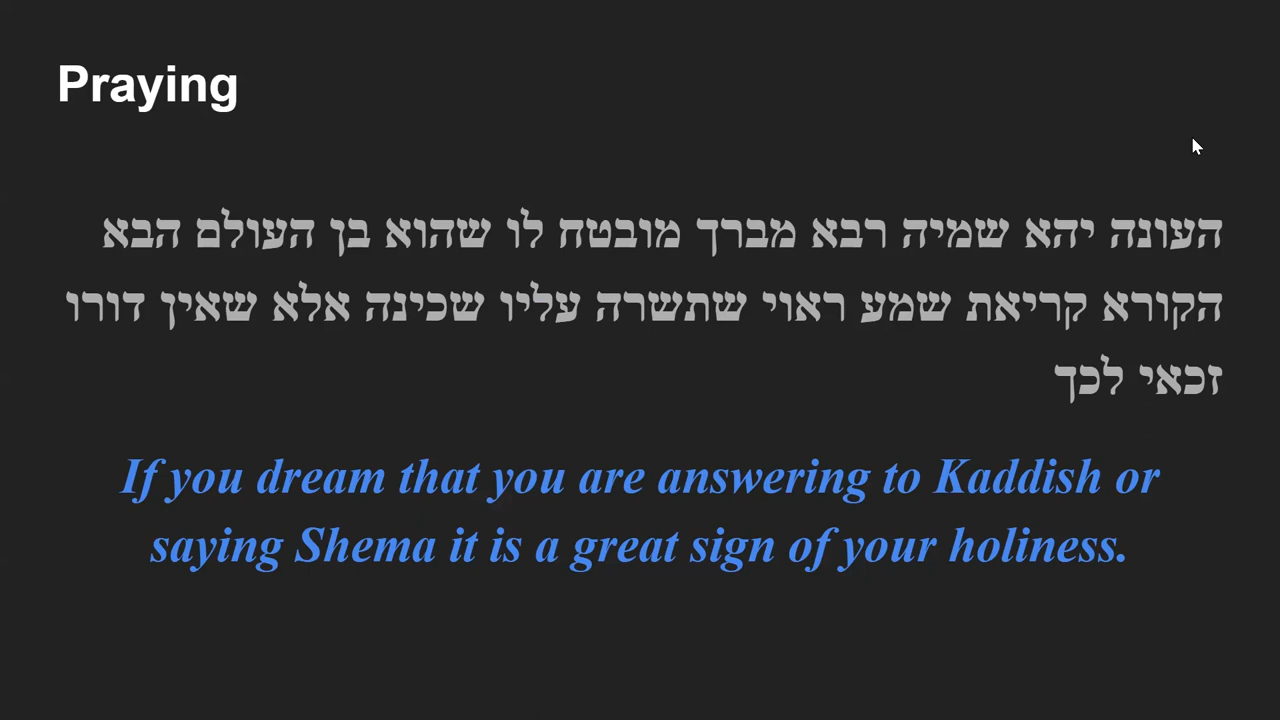 Praying
העונה יהא שמיה רבא מברך מובטח לו שהוא בן העולם הבא
הקורא קריאת שמע ראוי שתשרה עליו שכינה אלא שאין דורו
זכאי לכך
If you dream that you are answering to Kaddish or
saying Shema it is a great sign of your holiness.